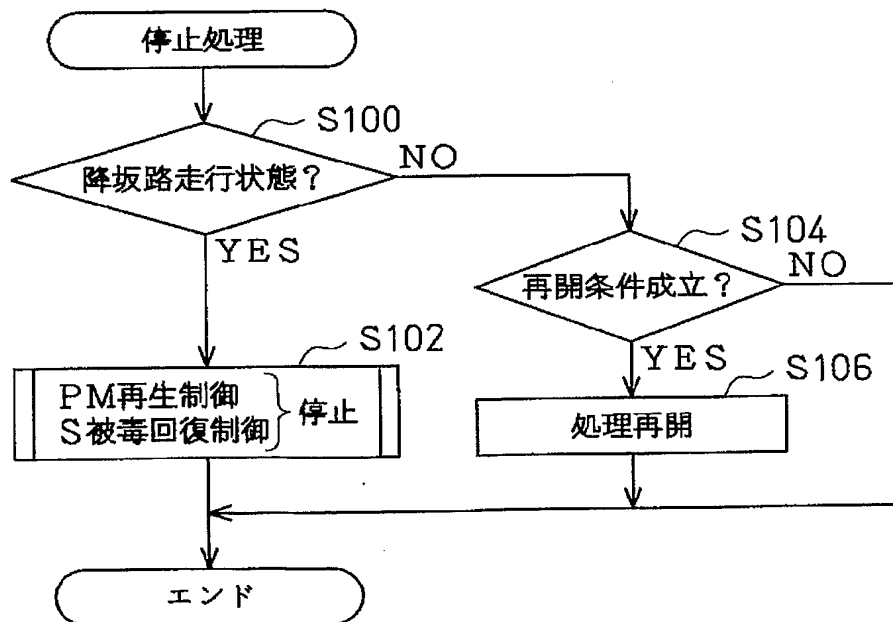 停止処理
S100
降坂路走行状態？
NO
YES
S104
再開条件成立？
NO
YES
S102
PM再生制御
S被毒回復制御
停止
S106
処理再開
エンド